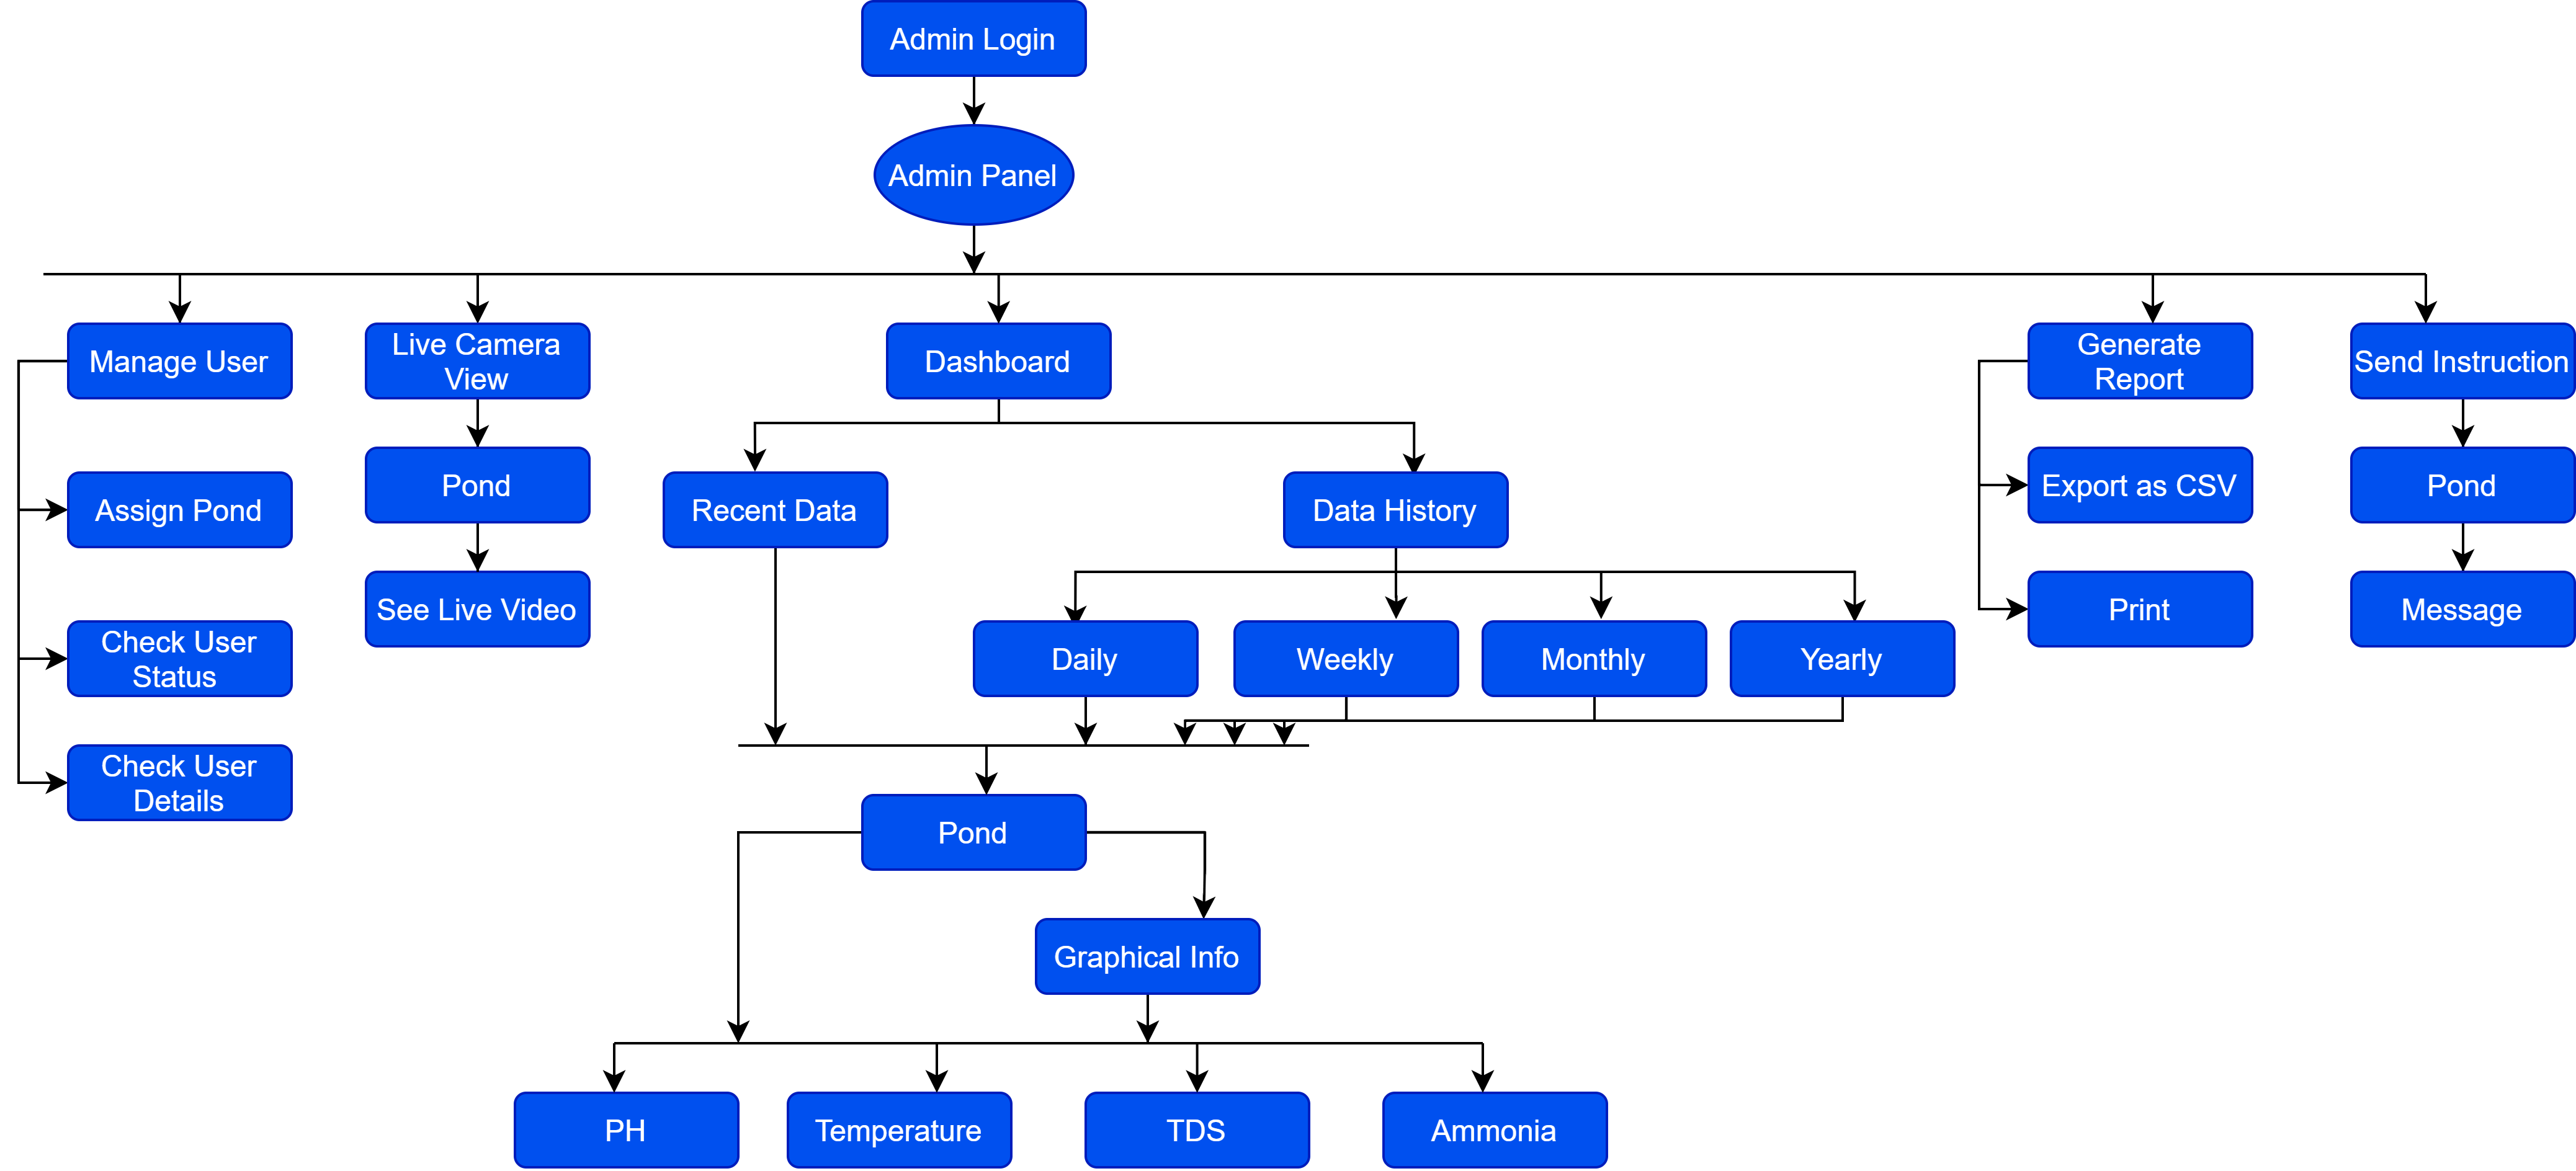 Admin Login
Admin Panel
Manage User
Live Camera
View
Dashboard
Generate
Report
Send Instruction
Assign Pond
Check User
Status
Check User
Details
Pond
See Live Video
Recent Data
Data History
Daily
Weekly
Monthly
Yearly
Pond
Graphical Info
PH
Temperature
TDS
Ammonia
Export as CSV
Print
Pond
Message